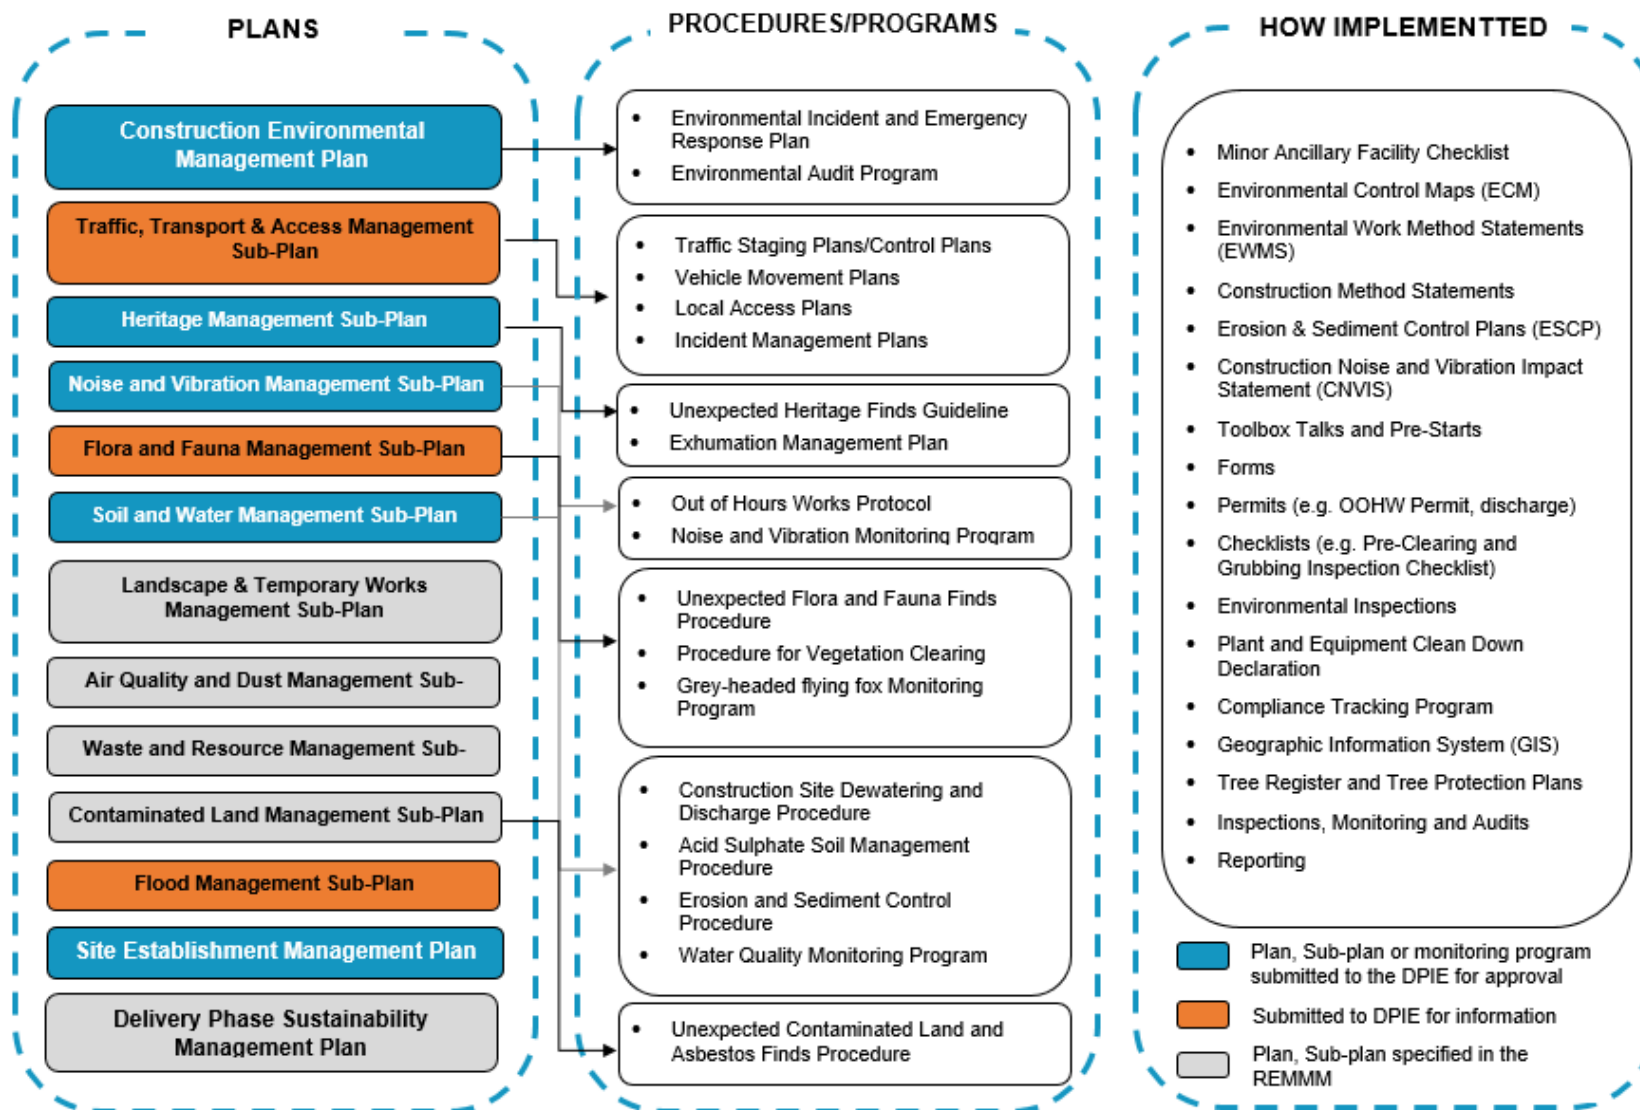 PLANS
Construction Environmental
Management Plan
Traffic, Transport & Access Management
Sub-Plan
Heritage Management Sub-Plan
Noise and Vibration Management Sub-Plan
Flora and Fauna Management Sub-Plan
Soil and Water Management Sub-Plan
Landscape & Temporary Works
Management Sub-Plan
Air Quality and Dust Management Sub-
Waste and Resource Management Sub-
Contaminated Land Management Sub-Plan
Flood Management Sub-Plan
Site Establishment Management Plan
Delivery Phase Sustainability
Management Plan
PROCEDURES/PROGRAMS
• Environmental Incident and Emergency
Response Plan
• Environmental Audit Program
• Traffic Staging Plans/Control Plans
• Vehicle Movement Plans
• Local Access Plans
• Incident Management Plans
• Unexpected Heritage Finds Guideline
• Exhumation Management Plan
• Out of Hours Works Protocol
• Noise and Vibration Monitoring Program
• Unexpected Flora and Fauna Finds
Procedure
• Procedure for Vegetation Clearing
• Grey-headed flying fox Monitoring
Program
• Construction Site Dewatering and
Discharge Procedure
• Acid Sulphate Soil Management
Procedure
• Erosion and Sediment Control
Procedure
• Water Quality Monitoring Program
• Unexpected Contaminated Land and
Asbestos Finds Procedure
HOW IMPLEMENTTED
• Minor Ancillary Facility Checklist
• Environmental Control Maps (ECM)
• Environmental Work Method Statements
(EWMS)
• Construction Method Statements
• Erosion & Sediment Control Plans (ESCP)
• Construction Noise and Vibration Impact
Statement (CNVIS)
• Toolbox Talks and Pre-Starts
• Forms
• Permits (e.g. OOHW Permit, discharge)
• Checklists (e.g. Pre-Clearing and
Grubbing Inspection Checklist)
• Environmental Inspections
• Plant and Equipment Clean Down
Declaration
• Compliance Tracking Program
• Geographic Information System (GIS)
• Tree Register and Tree Protection Plans
• Inspections, Monitoring and Audits
• Reporting
Plan, Sub-plan or monitoring program
submitted to the DPIE for approval
Submitted to DPIE for information
Plan, Sub-plan specified in the
REMMM